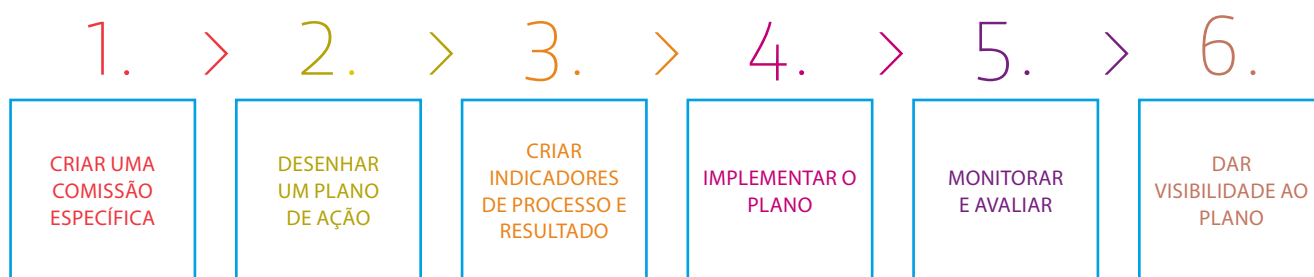 1. > 2. > 3. > 4. > 5. > 6.
CRIAR UMA
COMISSÃO
ESPECÍFICA
DESENHAR
UM PLANO
DE AÇÃO
CRIAR
INDICADORES
DE PROCESSO E
RESULTADO
IMPLEMENTAR O
PLANO
MONITORAR
E AVALIAR
DAR
VISIBILIDADE AO
PLANO